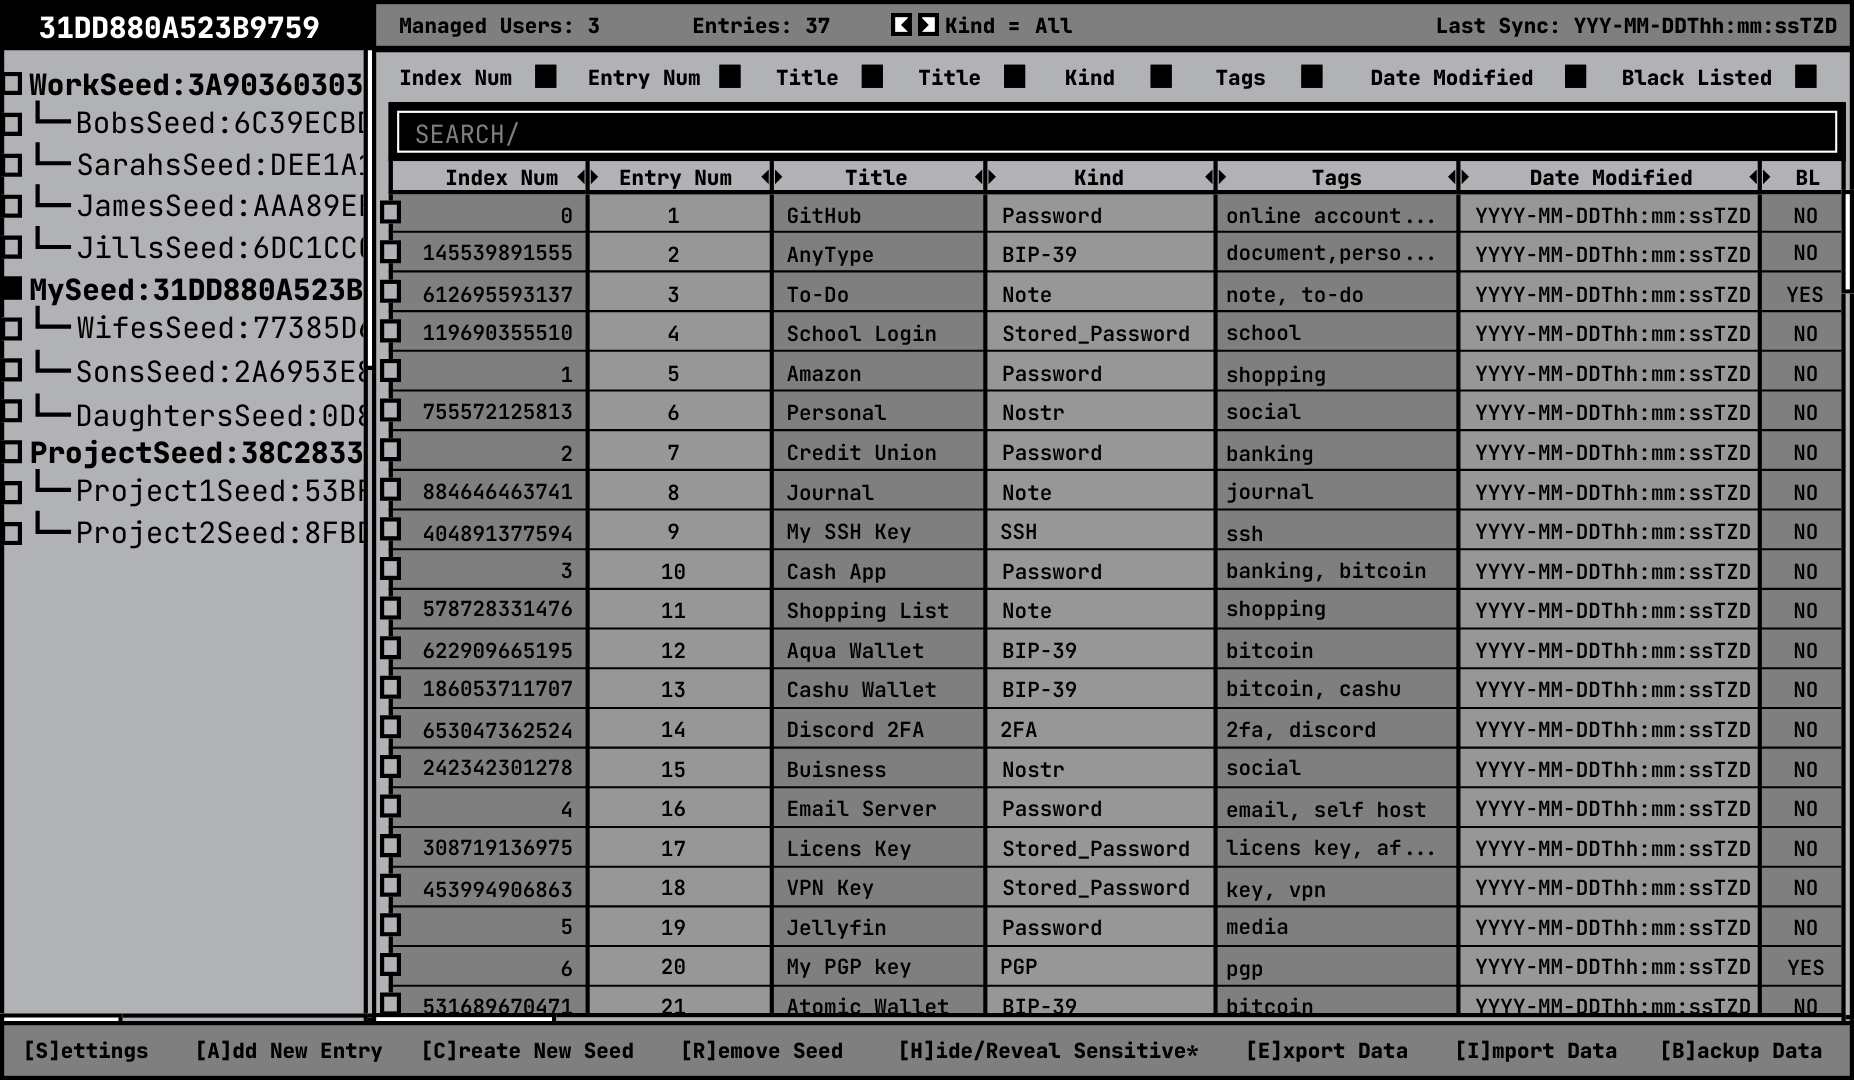 31DD880A523B9759
Managed Users: 3 Entries: 37 Kind = All Last Sync: YYY-MM-DDThh:mm:ssTZD
WorkSeed:3A90360303
BobsSeed:6C39ECBD
SarahsSeed:DEE1A1
JamesSeed:AAA89E
JillsSeed:6DC1CC
MySeed:31DD880A523B
WifesSeed:77385D
SonsSeed:2A6953E
DaughtersSeed:0D
ProjectSeed:38C2833
Project1Seed:53B
Project2Seed:8FBD
Index Num Entry Num Title Title Kind Tags Date Modified Black Listed
SEARCH/
Index Num Entry Num Title Kind Tags Date Modified BL
0 1 GitHub Password online account... YYYY-MM-DDThh:mm:ssTZD NO
145539891555 2 AnyType BIP-39 document,perso... YYYY-MM-DDThh:mm:ssTZD NO
612695593137 3 To-Do Note note, to-do YYYY-MM-DDThh:mm:ssTZD YES
119690355510 4 School Login Stored_Password school YYYY-MM-DDThh:mm:ssTZD NO
1 5 Amazon Password shopping YYYY-MM-DDThh:mm:ssTZD NO
755572125813 6 Personal Nostr social YYYY-MM-DDThh:mm:ssTZD NO
2 7 Credit Union Password banking YYYY-MM-DDThh:mm:ssTZD NO
884646463741 8 Journal Note journal YYYY-MM-DDThh:mm:ssTZD NO
404891377594 9 My SSH Key SSH ssh YYYY-MM-DDThh:mm:ssTZD NO
3 10 Cash App Password banking, bitcoin YYYY-MM-DDThh:mm:ssTZD NO
578728331476 11 Shopping List Note shopping YYYY-MM-DDThh:mm:ssTZD NO
622909665195 12 Aqua Wallet BIP-39 bitcoin YYYY-MM-DDThh:mm:ssTZD NO
186053711707 13 Cashu Wallet BIP-39 bitcoin, cashu YYYY-MM-DDThh:mm:ssTZD NO
653047362524 14 Discord 2FA 2FA 2fa, discord YYYY-MM-DDThh:mm:ssTZD NO
242342301278 15 Buisness Nostr social YYYY-MM-DDThh:mm:ssTZD NO
4 16 Email Server Password email, self host YYYY-MM-DDThh:mm:ssTZD NO
308719136975 17 Licens Key Stored_Password licens key, af... YYYY-MM-DDThh:mm:ssTZD NO
453994906863 18 VPN Key Stored_Password key, vpn YYYY-MM-DDThh:mm:ssTZD NO
5 19 Jellyfin Password media YYYY-MM-DDThh:mm:ssTZD NO
6 20 My PGP key PGP pgp YYYY-MM-DDThh:mm:ssTZD YES
531689670471 21 Atomic Wallet BIP-39 bitcoin YYYY-MM-DDThh:mm:ssTZD NO
[S]ettings [A]dd New Entry [C]reate New Seed [R]emove Seed [H]ide/Reveal Sensitive* [E]xport Data [I]mport Data [B]ackup Data